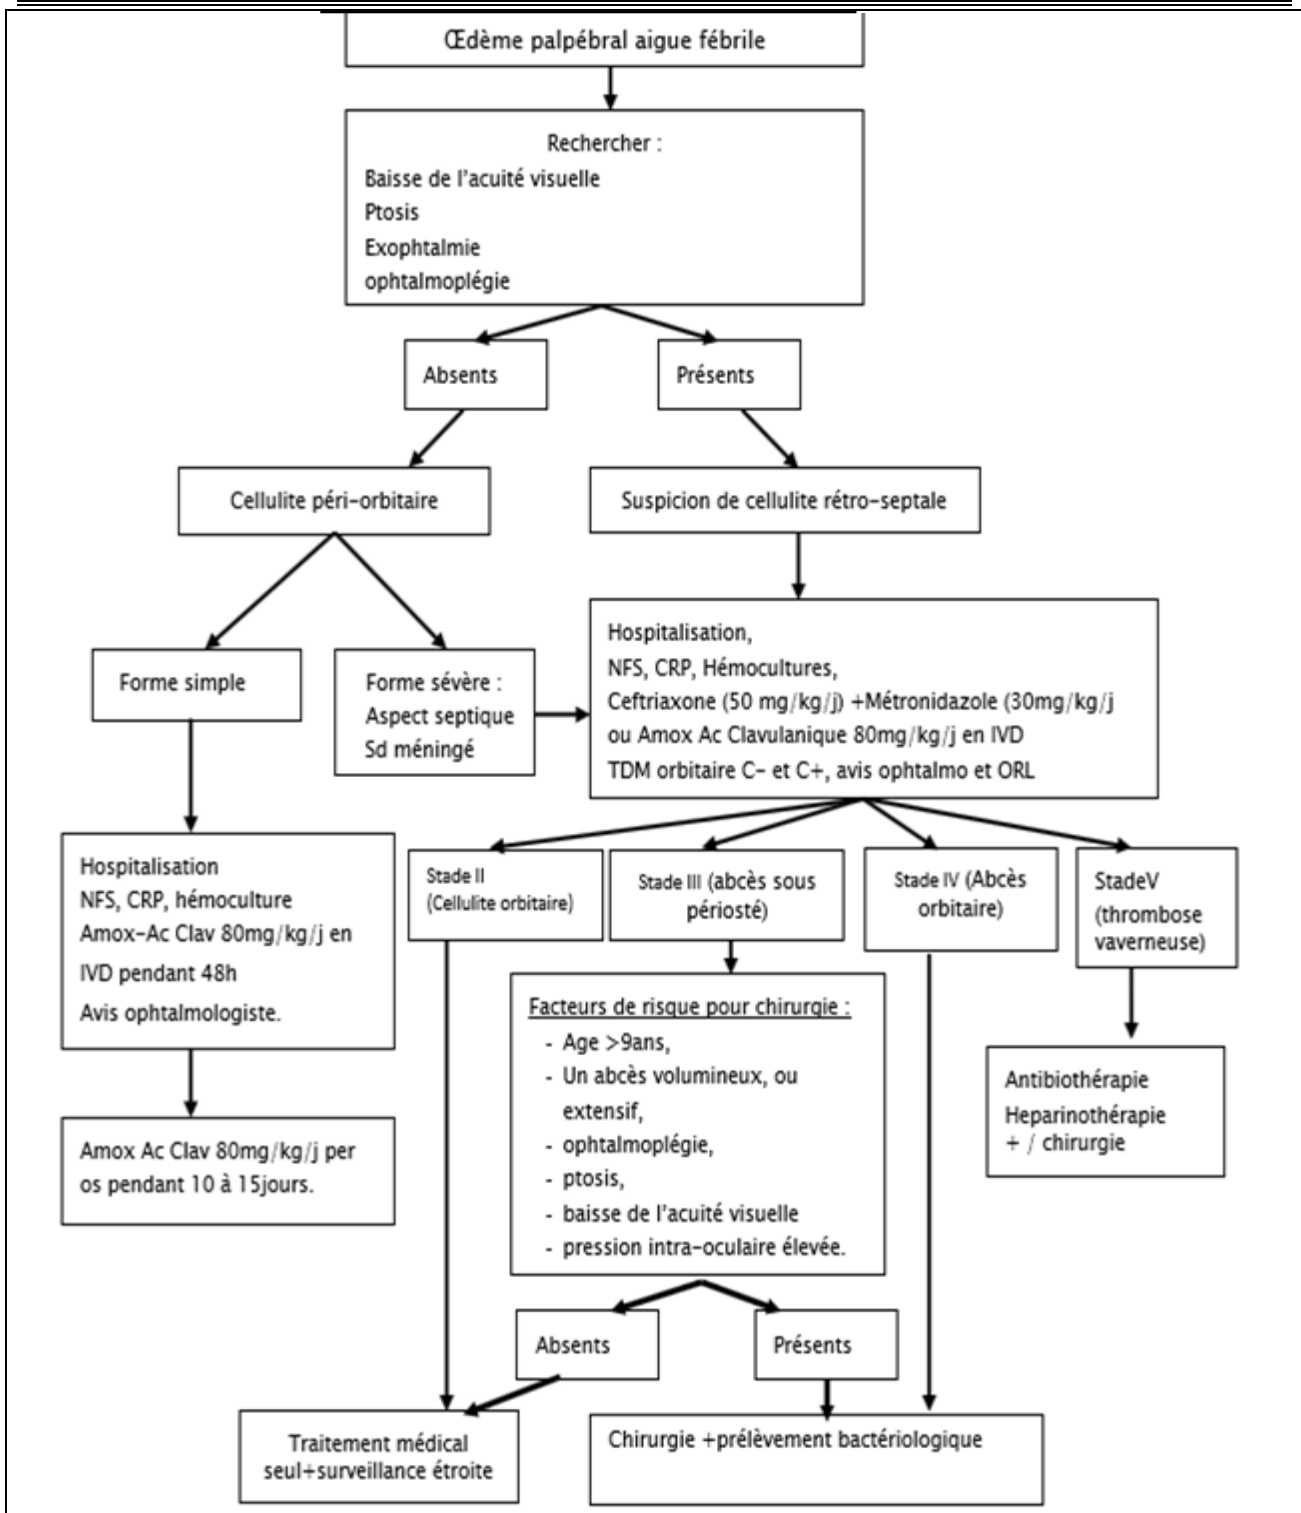 Œdème palpébral aigue fébrile
Rechercher :
Baisse de l'acuité visuelle
Ptosis
Exophtalmie
ophtalmoplégie
Absents
Présents
Cellulite péri-orbitaire
Suspicion de cellulite rétro-septale
Forme simple
Forme sévère :
Aspect septique
Sd méningé
Hospitalisation,
NFS, CRP, Hémocultures,
Ceftriaxone (50 mg/kg/j) +Métronidazole (30mg/kg/j
ou Amox Ac Clavulanique 80mg/kg/j en IVD
TDM orbitaire C- et C+, avis ophtalmo et ORL
Hospitalisation
NFS, CRP, hémoculture
Amox-Ac Clav 80mg/kg/j en
IVD pendant 48h
Avis ophtalmologiste.
Amox Ac Clav 80mg/kg/j per
os pendant 10 à 15jours.
Stade II
(Cellulite orbitaire)
Stade III (abcès sous
périosté)
Stade IV (Abcès
orbitaire)
StadeV
(thrombose
vaverneuse)
Facteurs de risque pour chirurgie :
- Age >9ans,
- Un abcès volumineux, ou
extensif,
- ophtalmoplégie,
- ptosis,
- baisse de l'acuité visuelle
- pression intra-oculaire élevée.
Antibiothérapie
Heparinothérapie
+ / chirurgie
Absents
Présents
Traitement médical
seul+surveillance étroite
Chirurgie +prélèvement bactériologique